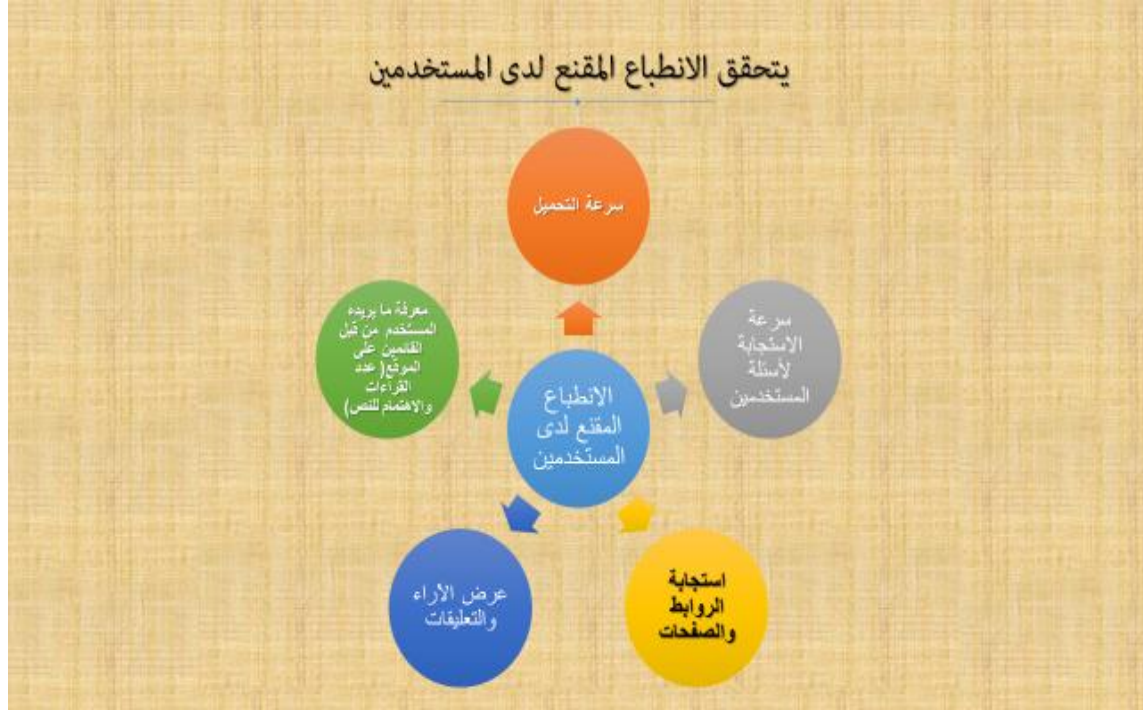 يتحقق الانطباع المقنع لدى المستخدمين
سرعة التحميل
سرعة
الاستجابة
لأسئلة
المستخدمين
استجابة
الروابط
والصفحات
عرض الآراء
والتعليقات
معرفة ما يريده
المستخدم من قبل
القائمين على
الموقع( عدد
القراءات
والاهتمام للنص)
الانطباع
المقنع لدى
المستخدمين